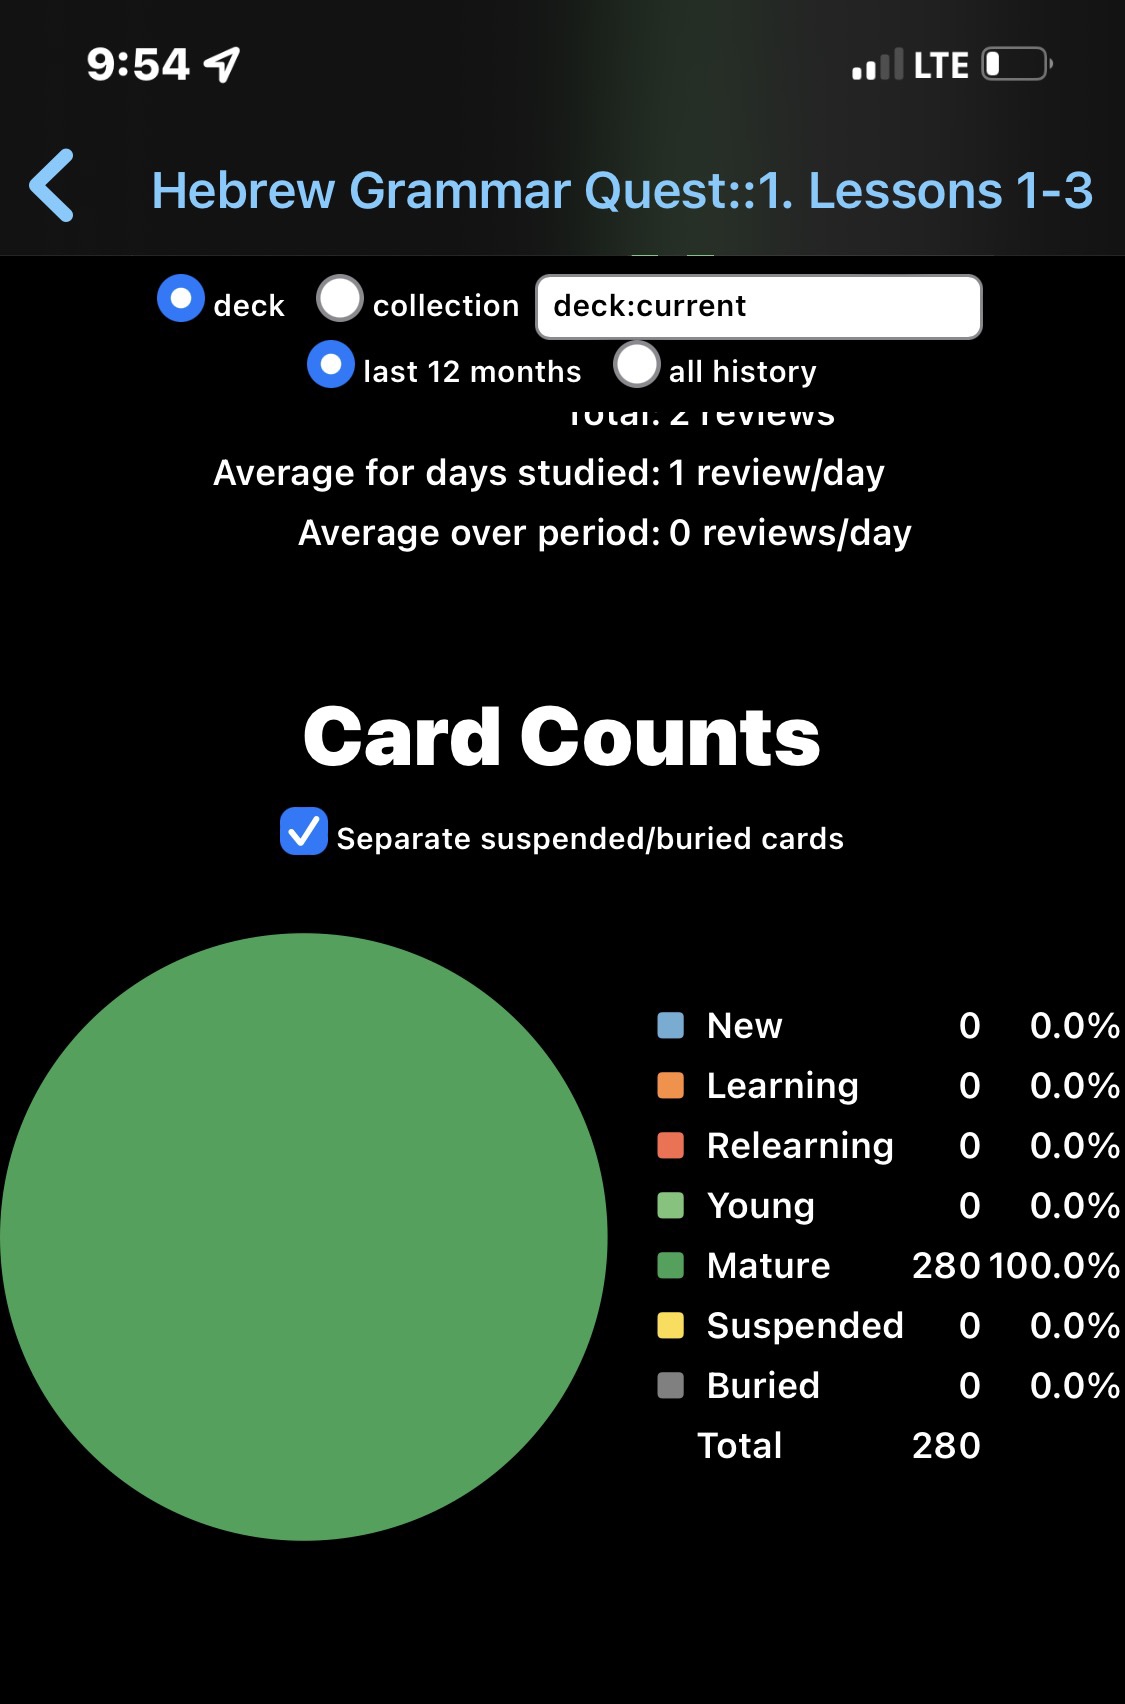 9:54 LTE
Hebrew Grammar Quest::1. Lessons 1-3
deck collection deck:current
last 12 months all history
Total: 2 reviews
Average for days studied: 1 review/day
Average over period: 0 reviews/day
Card Counts
Separate suspended/buried cards
New 0 0.0%
Learning 0 0.0%
Relearning 0 0.0%
Young 0 0.0%
Mature 280 100.0%
Suspended 0 0.0%
Buried 0 0.0%
Total 280